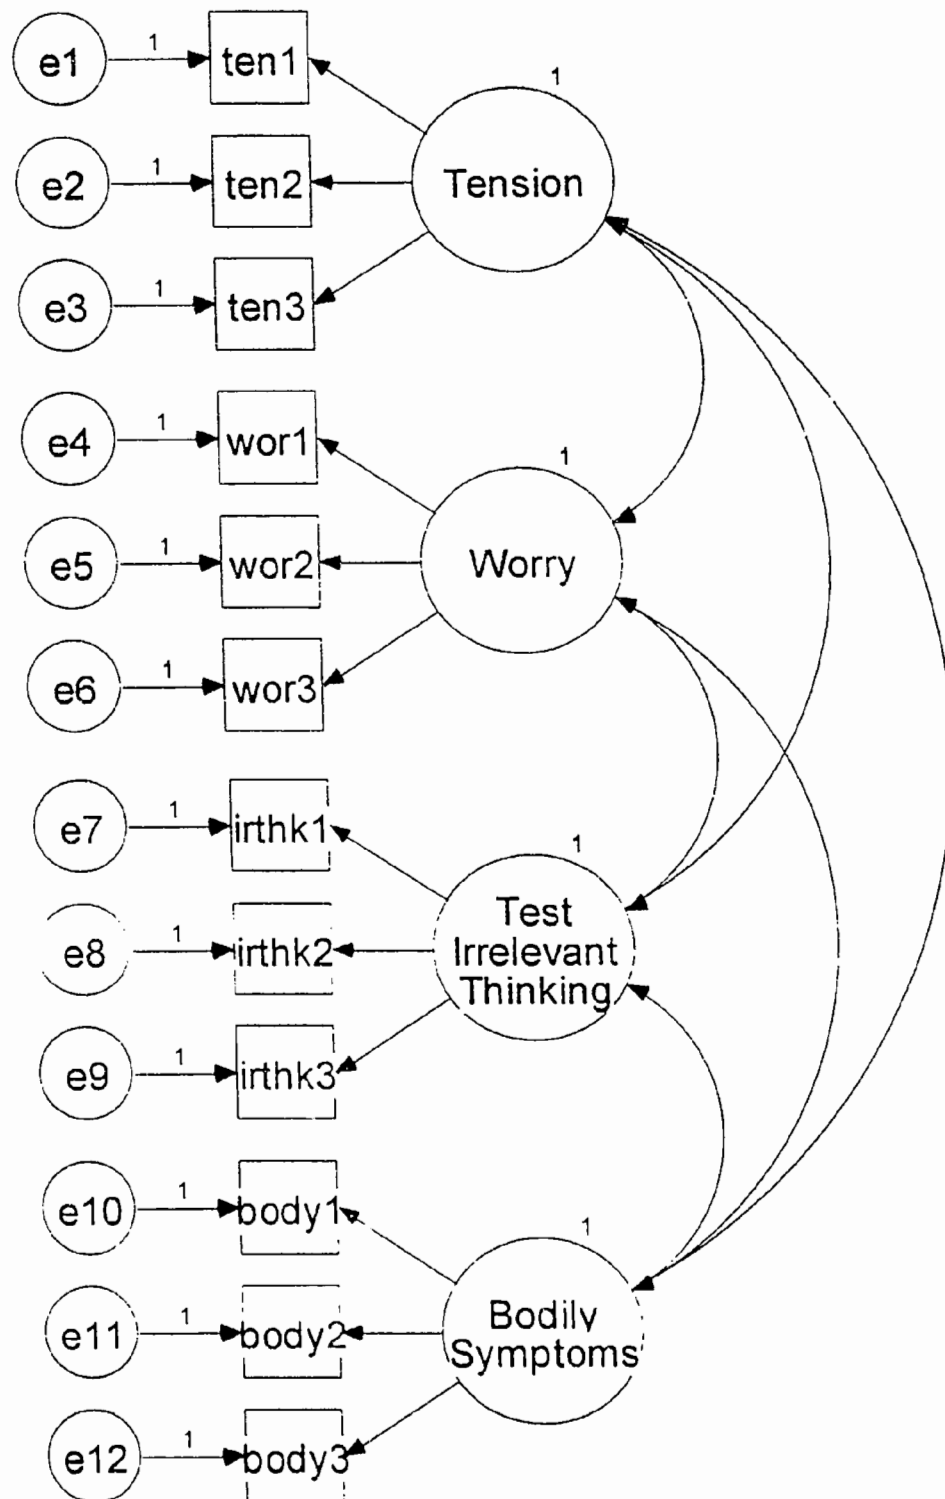 1
e1
1
ten1
e2
1
ten2
Tension
e3
1
ten3
e4
1
wor1
1
e5
1
wor2
Worry
e6
1
wor3
e7
1
irthk1
1
e8
1
irthk2
Test
Irrelevant
Thinking
e9
1
irthk3
e10
1
body1
1
e11
1
body2
Bodily
Symptoms
e12
1
body3